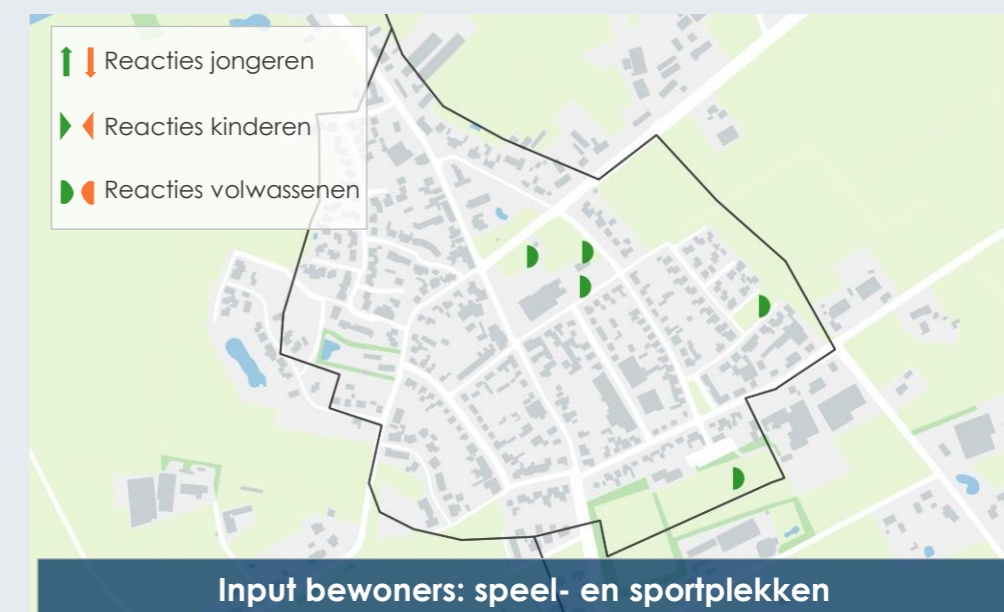 Reacties jongeren
Reacties kinderen
Reacties volwassenen
Input bewoners: speel- en sportplekken